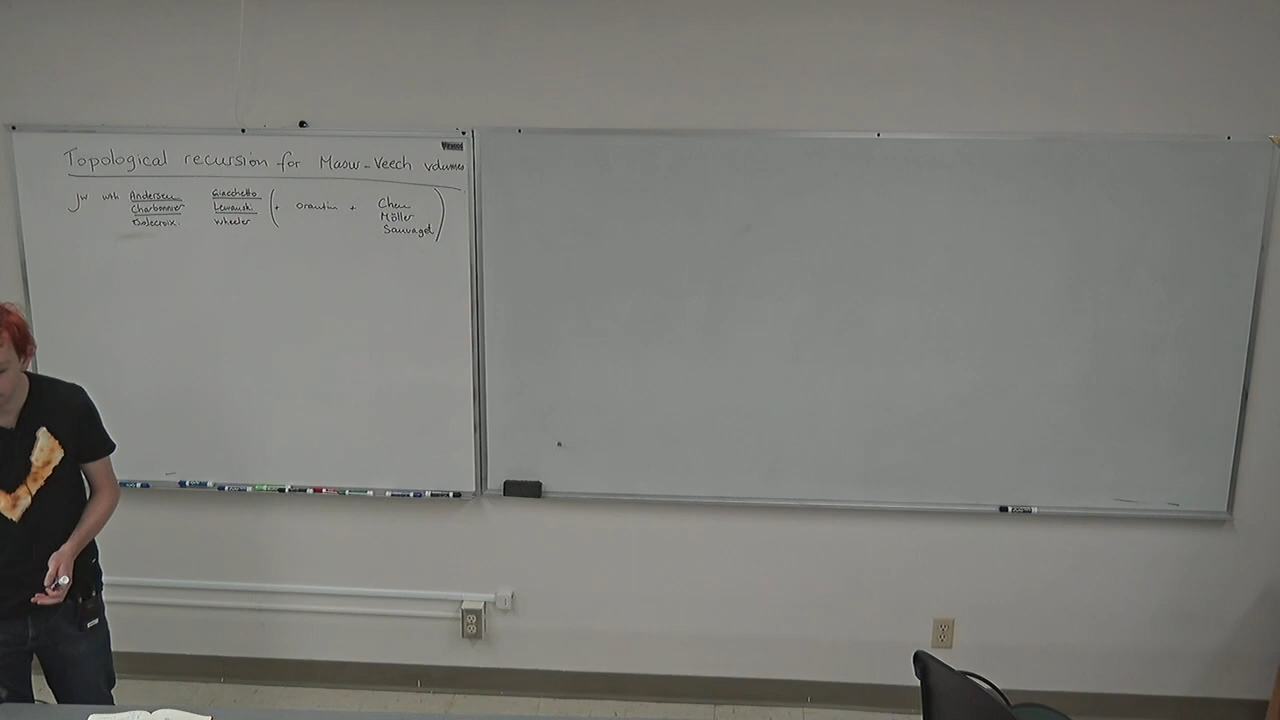 Topological recursion for Masur-Veech volumes
Jw with Andersen Giacchetto ( + Orantin + Chen
Charbonnier Lewański Möller
Delecroix. Wheeler Sauvaget )